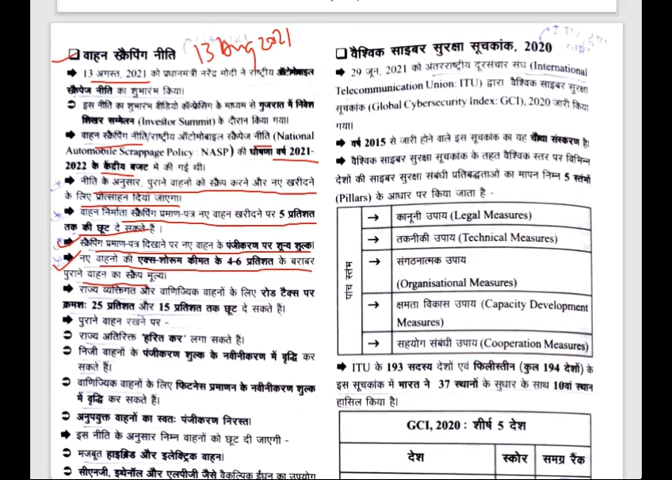 वाहन स्क्रैपिंग नीति
13 Aug 2021
➡ 13 अगस्त, 2021 को प्रधानमंत्री नरेंद्र मोदी ने राष्ट्रीय ऑटोमोबाइल
स्क्रैपेज नीति का शुभारंभ किया।
➡ इस नीति का शुभारंभ वीडियो कॉन्फ्रेंसिंग के माध्यम से गुजरात में निवेश
शिखर सम्मेलन (Investor Summit) के दौरान किया गया।
➡ वाहन स्क्रैपिंग नीति/राष्ट्रीय ऑटोमोबाइल स्क्रैपेज नीति (National
Automobile Scrappage Policy : NASP) की घोषणा वर्ष 2021-
2022 के केंद्रीय बजट में की गई थी।
➡ नीति के अनुसार, पुराने वाहनों को स्क्रैप करने और नए खरीदने
के लिए प्रोत्साहन दिया जाएगा।
➡ वाहन निर्माता स्क्रैपिंग प्रमाण-पत्र नए वाहन खरीदने पर 5 प्रतिशत
तक की छूट दे सकते है।
➡ स्क्रैपिंग प्रमाण-पत्र दिखाने पर नए वाहन के पंजीकरण पर शून्य शुल्क।
➡ नए वाहनों की एक्स-शोरूम कीमत के 4-6 प्रतिशत के बराबर
पुराने वाहन का स्क्रैप मूल्य।
➡ राज्य व्यक्तिगत और वाणिज्यिक वाहनों के लिए रोड टैक्स पर
क्रमशः 25 प्रतिशत और 15 प्रतिशत तक छूट दे सकते हैं।
➡ पुराने वाहन रखने पर -
⊃ राज्य अतिरिक्त 'हरित कर' लगा सकते हैं।
⊃ निजी वाहनों के पंजीकरण शुल्क के नवीनीकरण में वृद्धि कर
सकते हैं।
⊃ वाणिज्यिक वाहनों के लिए फिटनेस प्रमाणन के नवीनीकरण शुल्क
में वृद्धि कर सकते हैं।
⊃ अनुपयुक्त वाहनों का स्वतः पंजीकरण निरस्त।
➡ इस नीति के अनुसार निम्न वाहनों को छूट दी जाएगी -
⊃ मजबूत हाइब्रिड और इलेक्ट्रिक वाहन।
⊃ सीएनजी, इथेनॉल और एलपीजी जैसे वैकल्पिक ईंधन का उपयोग
वैश्विक साइबर सुरक्षा सूचकांक, 2020
➡ 29 जून, 2021 को अंतरराष्ट्रीय दूरसंचार संघ (International
Telecommunication Union: ITU) द्वारा वैश्विक साइबर सुरक्षा
सूचकांक (Global Cybersecurity Index: GCI), 2020 जारी किया
गया।
➡ वर्ष 2015 से जारी होने वाले इस सूचकांक का यह चौथा संस्करण है।
➡ वैश्विक साइबर सुरक्षा सूचकांक के तहत वैश्विक स्तर पर विभिन्न
देशों की साइबर सुरक्षा संबंधी प्रतिबद्धताओं का मापन निम्न 5 स्तंभों
(Pillars) के आधार पर किया जाता है -
पांच स्तंभ
→ कानूनी उपाय (Legal Measures)
→ तकनीकी उपाय (Technical Measures)
→ संगठनात्मक उपाय
(Organisational Measures)
→ क्षमता विकास उपाय (Capacity Development
Measures)
→ सहयोग संबंधी उपाय (Cooperation Measures)
➡ ITU के 193 सदस्य देशों एवं फिलिस्तीन (कुल 194 देशों) के
इस सूचकांक में भारत ने 37 स्थानों के सुधार के साथ 10वां स्थान
हासिल किया है।
GCI, 2020 : शीर्ष 5 देश
देश स्कोर समग्र रैंक